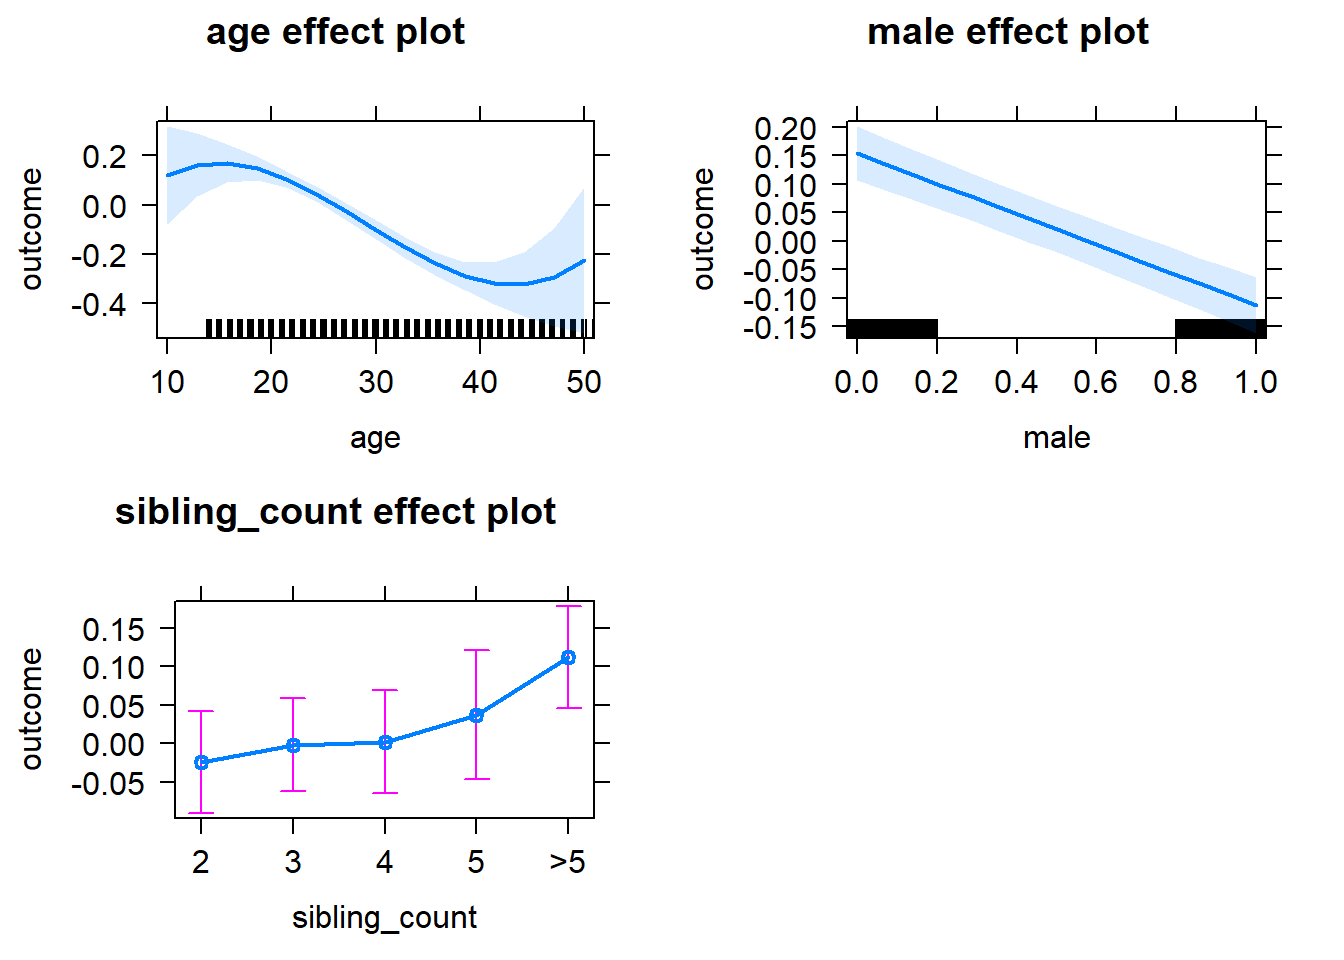 age effect plot
outcome
0.2
0.0
-0.2
-0.4
10 20 30 40 50
age
male effect plot
outcome
0.20
0.15
0.10
0.05
0.00
-0.05
-0.10
-0.15
0.0 0.2 0.4 0.6 0.8 1.0
male
sibling_count effect plot
outcome
0.15
0.10
0.05
0.00
-0.05
2 3 4 5 >5
sibling_count